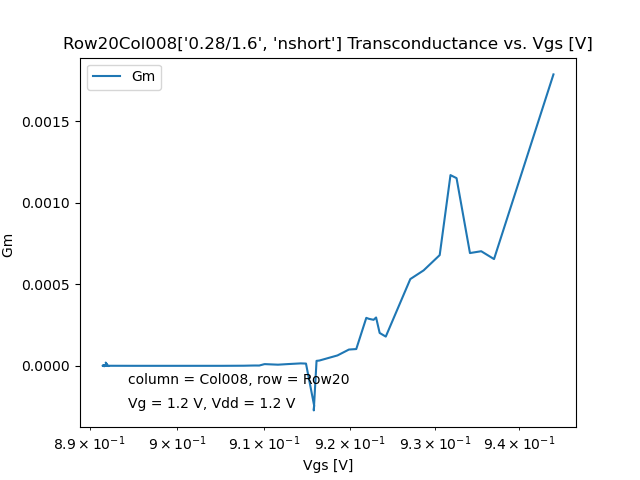 Row20Col008['0.28/1.6', 'nshort'] Transconductance vs. Vgs [V]
Gm
0.0015
0.0010
0.0005
0.0000
Gm
column = Col008, row = Row20
Vg = 1.2 V, Vdd = 1.2 V
8.9 × 10⁻¹ 9 × 10⁻¹ 9.1 × 10⁻¹ 9.2 × 10⁻¹ 9.3 × 10⁻¹ 9.4 × 10⁻¹
Vgs [V]